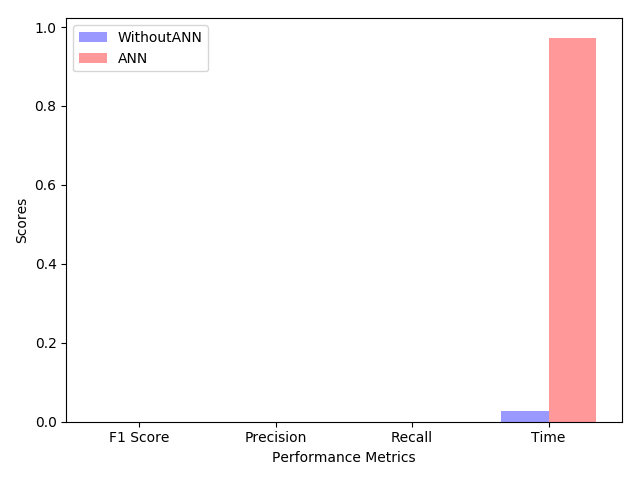 WithoutANN
ANN
1.0
0.8
0.6
0.4
0.2
0.0
Scores
F1 Score Precision Recall Time
Performance Metrics